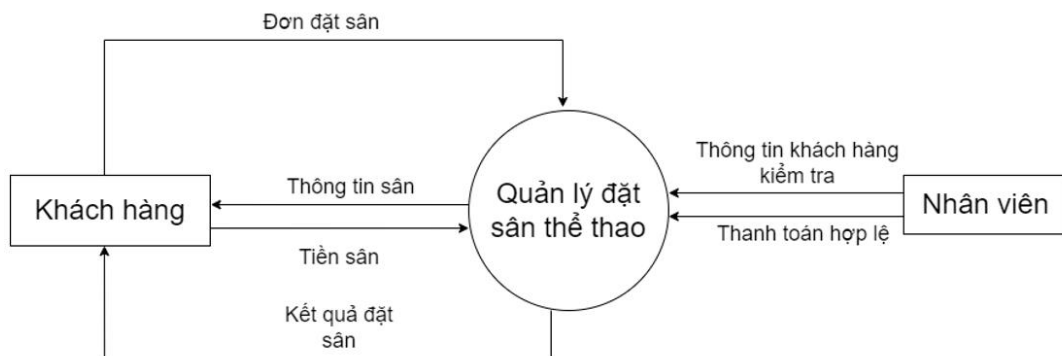 Đơn đặt sân
Thông tin khách hàng
kiểm tra
Khách hàng
Thông tin sân
Quản lý đặt
sân thể thao
Nhân viên
Tiền sân
Thanh toán hợp lệ
Kết quả đặt
sân